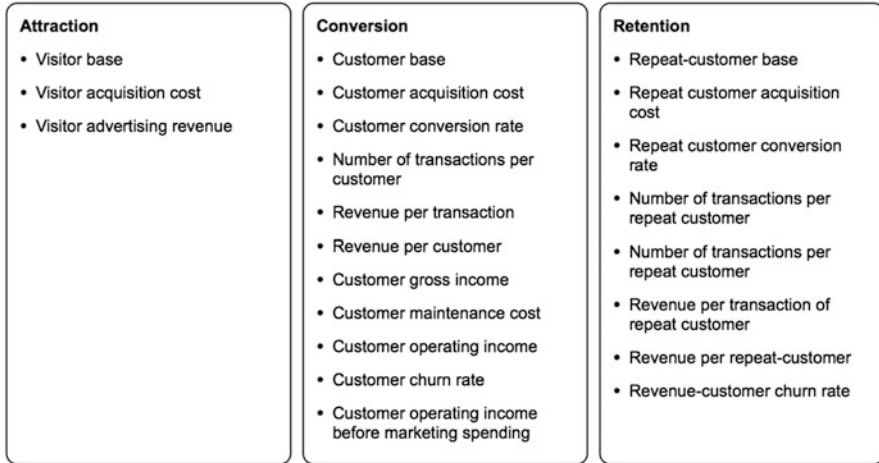 Attraction
• Visitor base
• Visitor acquisition cost
• Visitor advertising revenue
Conversion
• Customer base
• Customer acquisition cost
• Customer conversion rate
• Number of transactions per
customer
• Revenue per transaction
• Revenue per customer
• Customer gross income
• Customer maintenance cost
• Customer operating income
• Customer churn rate
• Customer operating income
before marketing spending
Retention
• Repeat-customer base
• Repeat customer acquisition
cost
• Repeat customer conversion
rate
• Number of transactions per
repeat customer
• Number of transactions per
repeat customer
• Revenue per transaction of
repeat customer
• Revenue per repeat-customer
• Revenue-customer churn rate